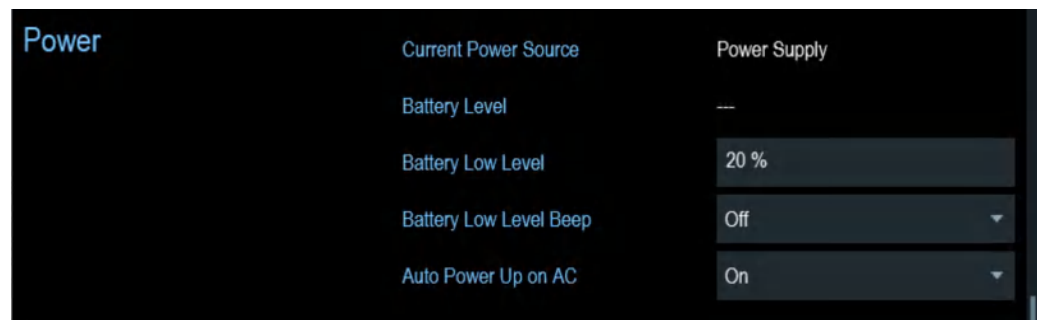 Power
Current Power Source Power Supply
Battery Level ---
Battery Low Level 20 %
Battery Low Level Beep Off
Auto Power Up on AC On